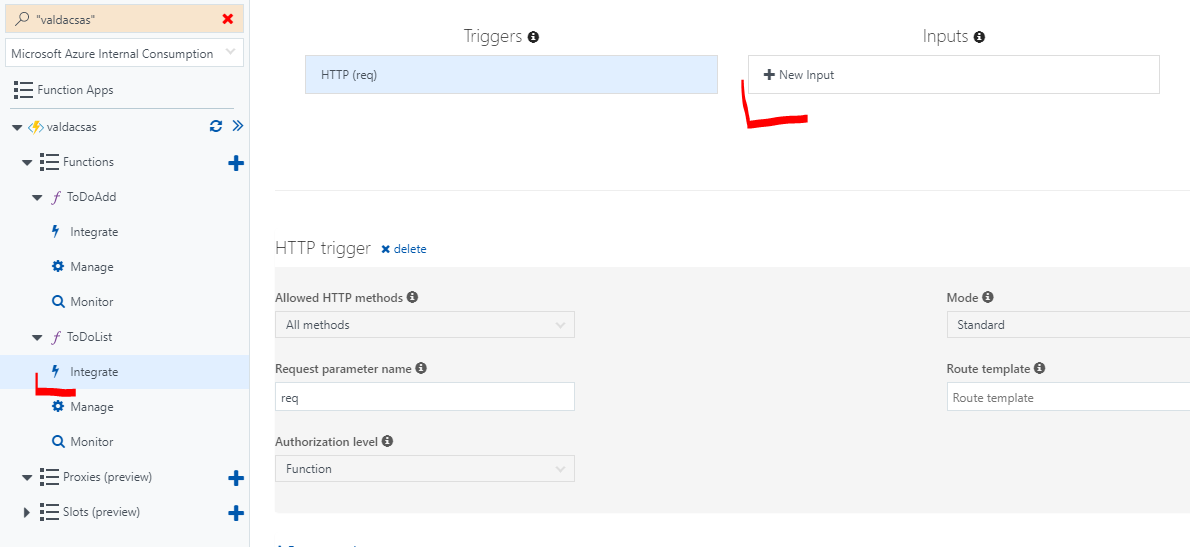 "valdacsas"
Microsoft Azure Internal Consumption
Function Apps
valdacsas
Functions
ToDoAdd
Integrate
Manage
Monitor
ToDoList
Integrate
Manage
Monitor
Proxies (preview)
Slots (preview)
Triggers
HTTP (req)
Inputs
New Input
HTTP trigger
delete
Allowed HTTP methods
All methods
Mode
Standard
Request parameter name
req
Route template
Route template
Authorization level
Function